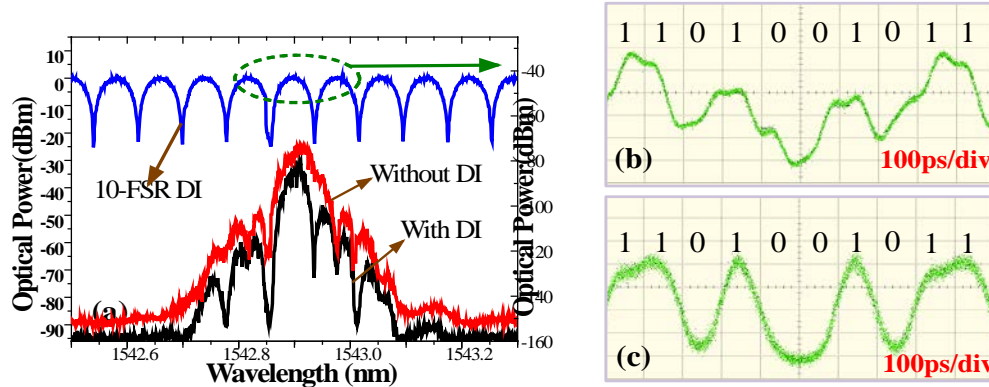 10
0
-10
-20
-30
-40
-50
-60
-70
-80
-90
Optical Power(dBm)
-40
-60
-80
-100
-120
-140
-160
Optical Power(dBm)
10-FSR DI
Without DI
With DI
(a)
1542.6 1542.8 1543.0 1543.2
Wavelength (nm)
1 1 0 1 0 0 1 0 1 1
(b)
100ps/div
1 1 0 1 0 0 1 0 1 1
(c)
100ps/div